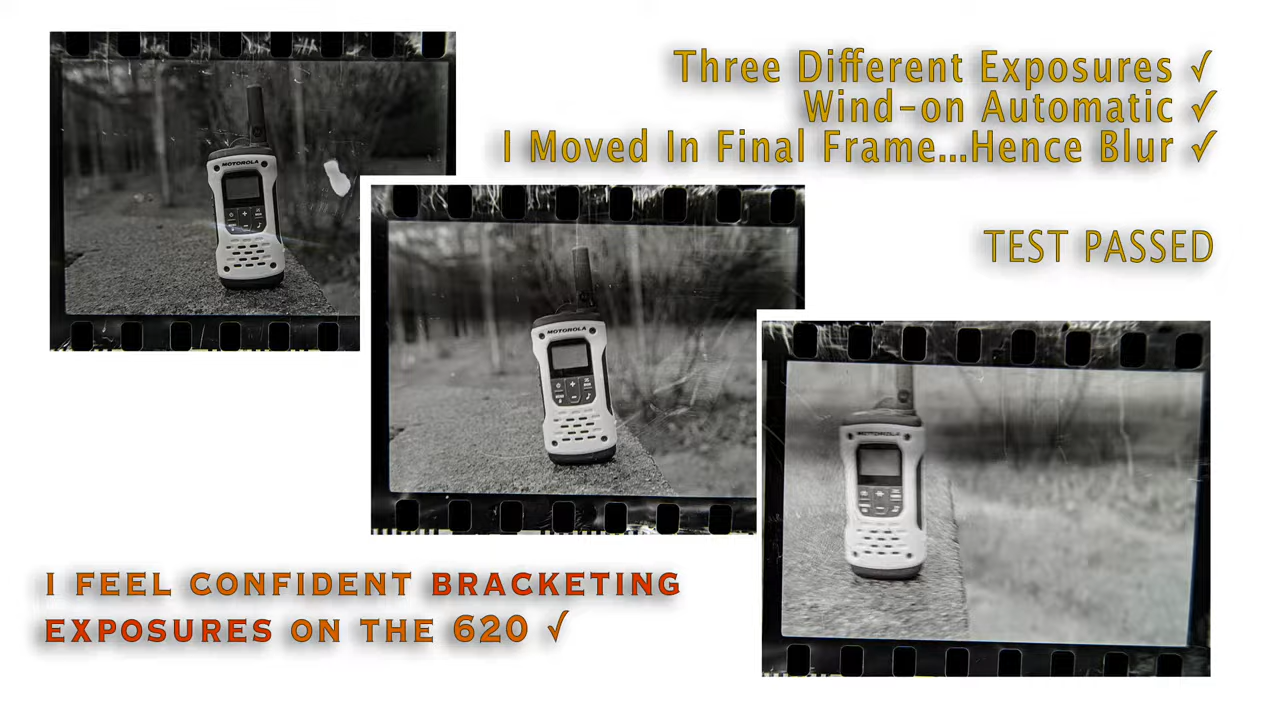 Three Different Exposures ✓
Wind-on Automatic ✓
I Moved In Final Frame...Hence Blur ✓
TEST PASSED
MOTOROLA
MOTOROLA
MOTOROLA
I FEEL CONFIDENT BRACKETING
EXPOSURES ON THE 620 ✓